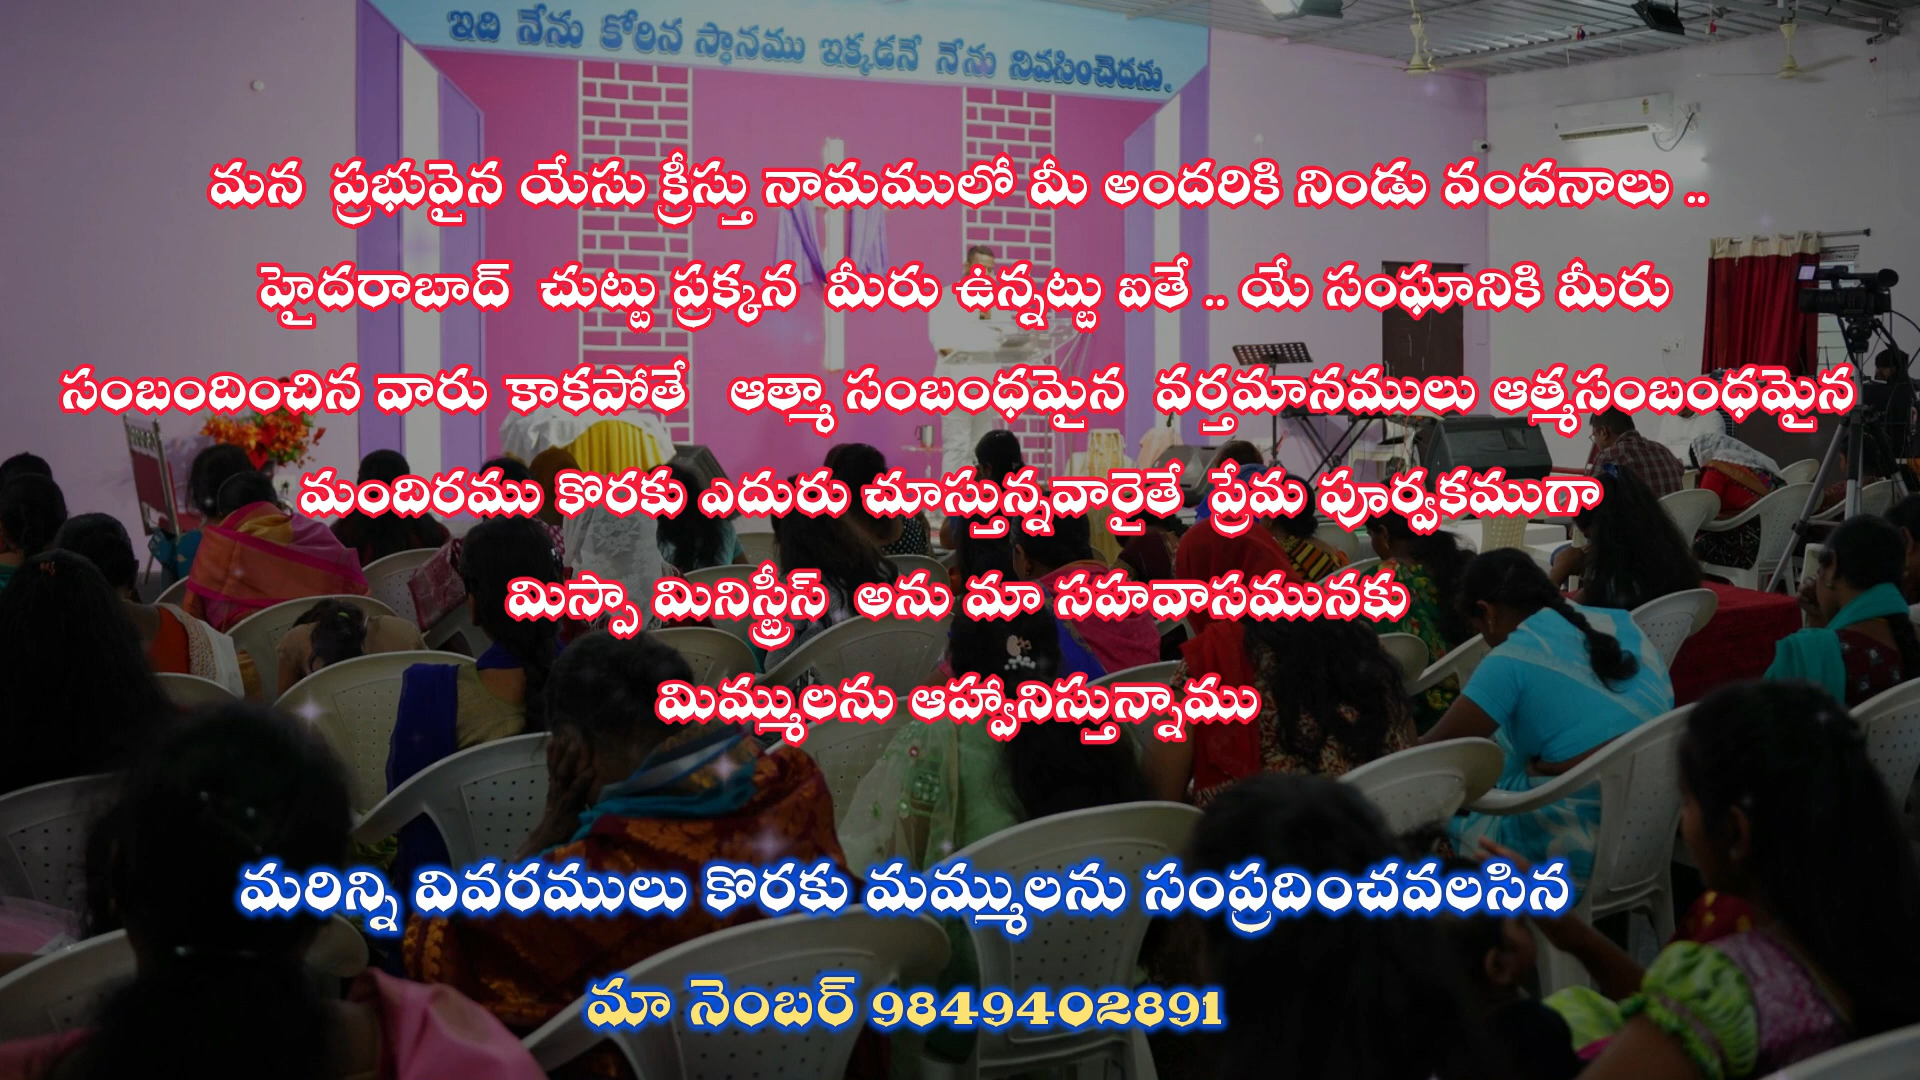 ఇది నేను కోరిన స్థానము ఇక్కడనే నేను నివసించెదను.
మన ప్రభువైన యేసు క్రీస్తు నామములో మీ అందరికి నిండు వందనాలు ..
హైదరాబాద్ చుట్టు ప్రక్కన మీరు ఉన్నట్టు ఐతే .. యే సంఘానికి మీరు
సంబందించిన వారు కాకపోతే ఆత్మా సంబంధమైన వర్తమానములు ఆత్మసంబంధమైన
మందిరము కొరకు ఎదురు చూస్తున్నవారైతే ప్రేమ పూర్వకముగా
మిస్పా మినిస్ట్రీస్ అను మా సహవాసమునకు
మిమ్ములను ఆహ్వానిస్తున్నాము
మరిన్ని వివరములు కొరకు మమ్ములను సంప్రదించవలసిన
మా నెంబర్ 9849402891